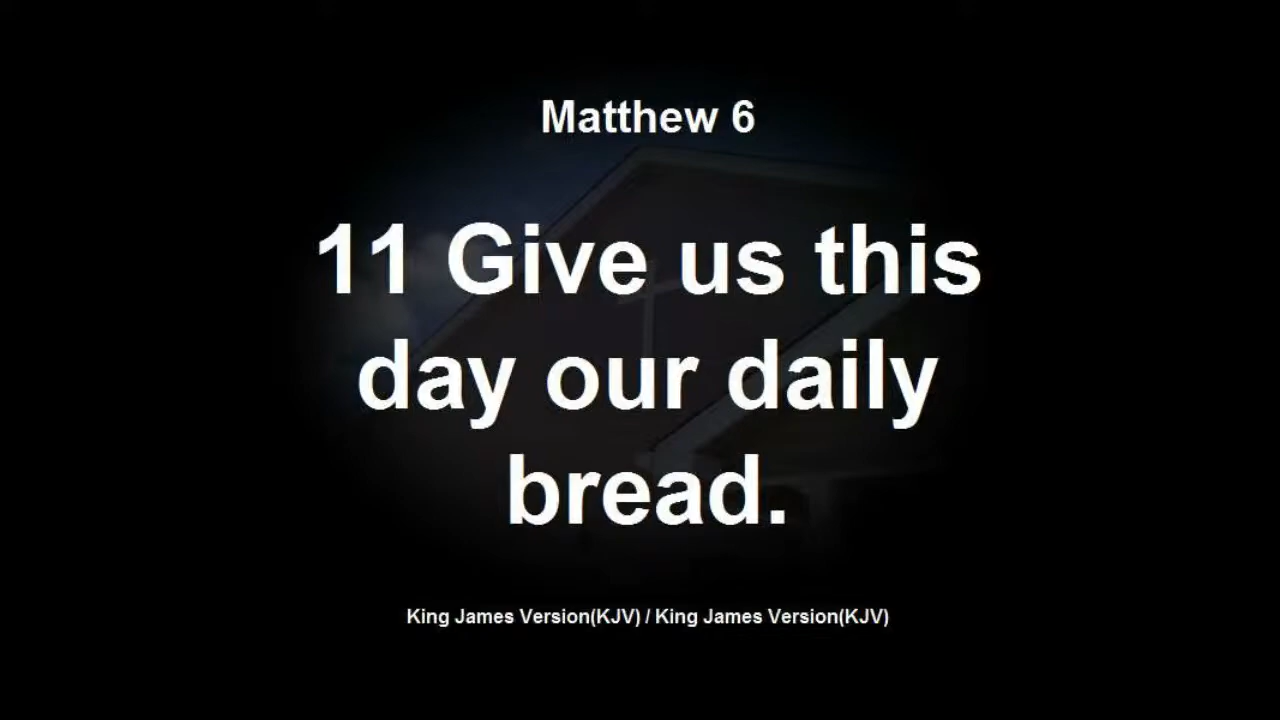 Matthew 6
11 Give us this
day our daily
bread.
King James Version(KJV) / King James Version(KJV)